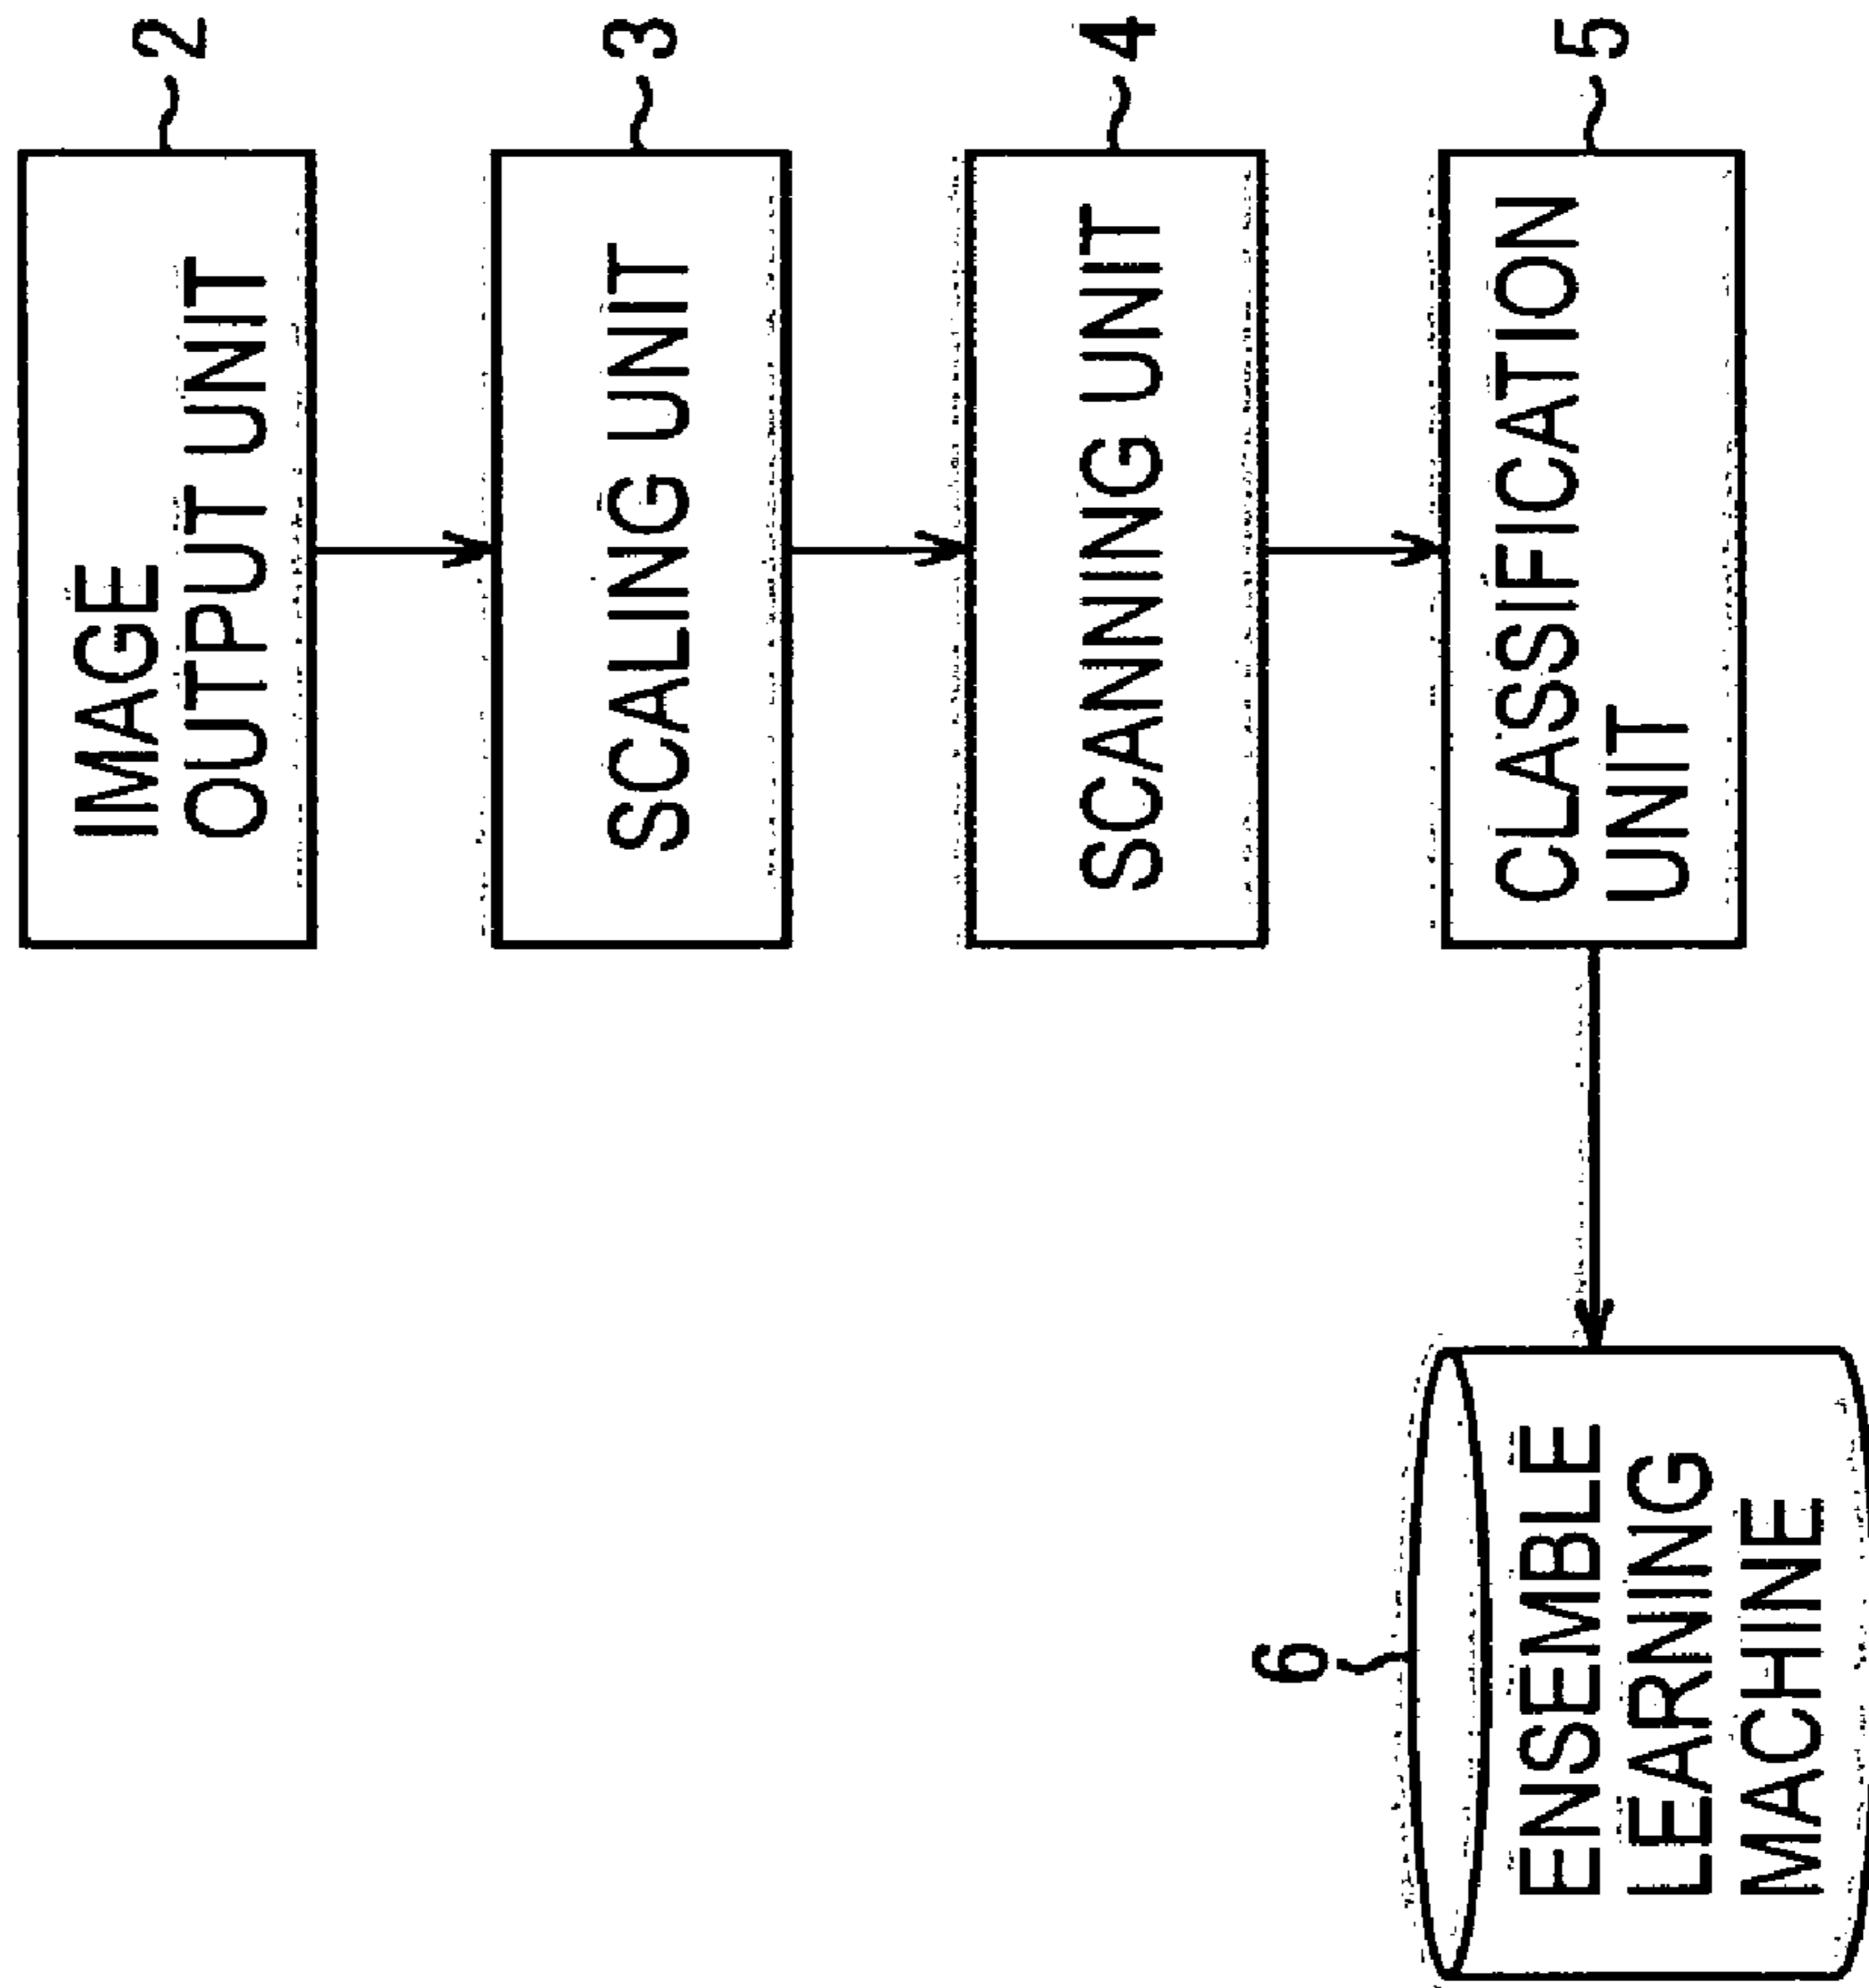 IMAGE
OUTPUT UNIT
2
SCALING UNIT
3
SCANNING UNIT
4
CLASSIFICATION
UNIT
5
6
ENSEMBLE
LEARNING
MACHINE